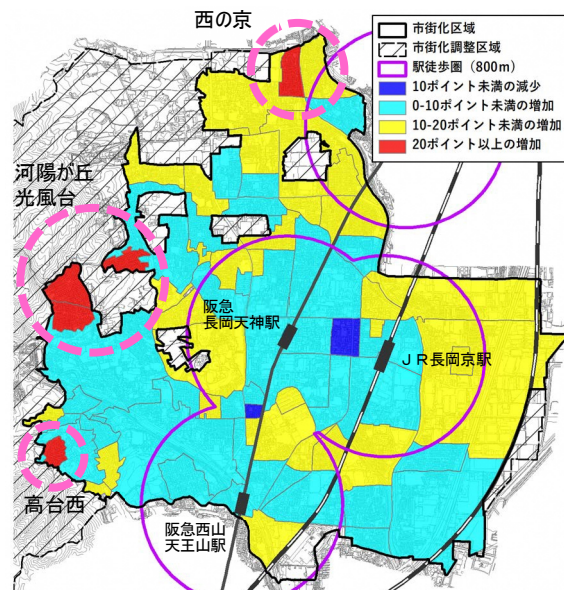 西の京
市街化区域
市街化調整区域
駅徒歩圏（800m）
10ポイント未満の減少
0-10ポイント未満の増加
10-20ポイント未満の増加
20ポイント以上の増加
河陽が丘
光風台
阪急
長岡天神駅
ＪＲ長岡京駅
高台西
阪急西山
天王山駅